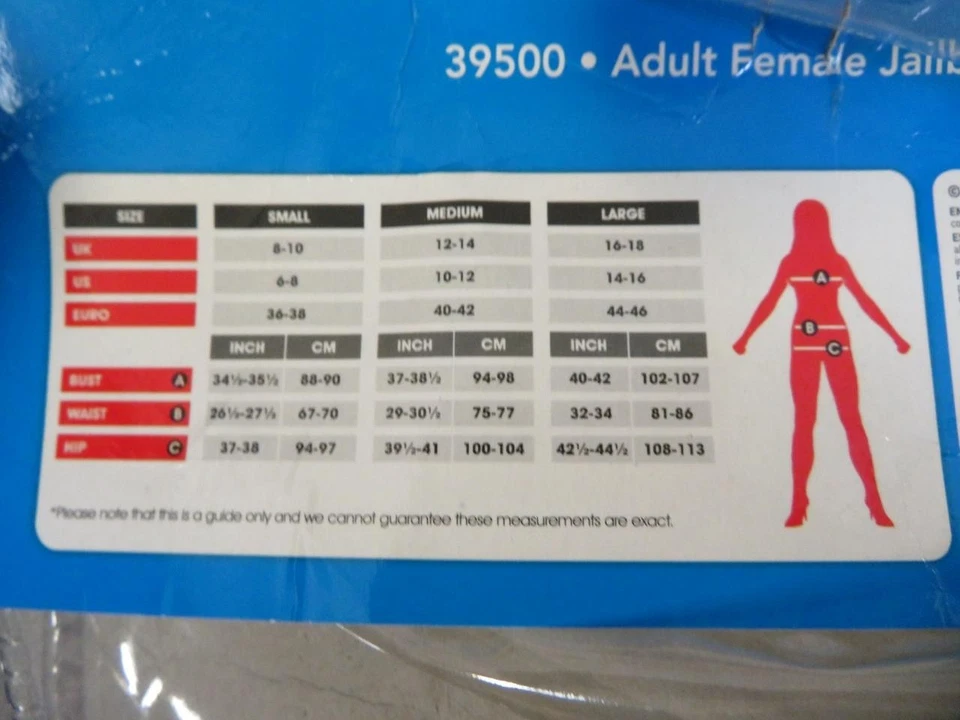 39500 • Adult Female Jailb
SIZE SMALL MEDIUM LARGE
UK 8-10 12-14 16-18
US 6-8 10-12 14-16
EURO 36-38 40-42 44-46
INCH CM INCH CM INCH CM
BUST A 34½-35½ 88-90 37-38½ 94-98 40-42 102-107
WAIST B 26½-27½ 67-70 29-30½ 75-77 32-34 81-86
HIP C 37-38 94-97 39½-41 100-104 42½-44½ 108-113
A
B
C
*Please note that this is a guide only and we cannot guarantee these measurements are exact.
©